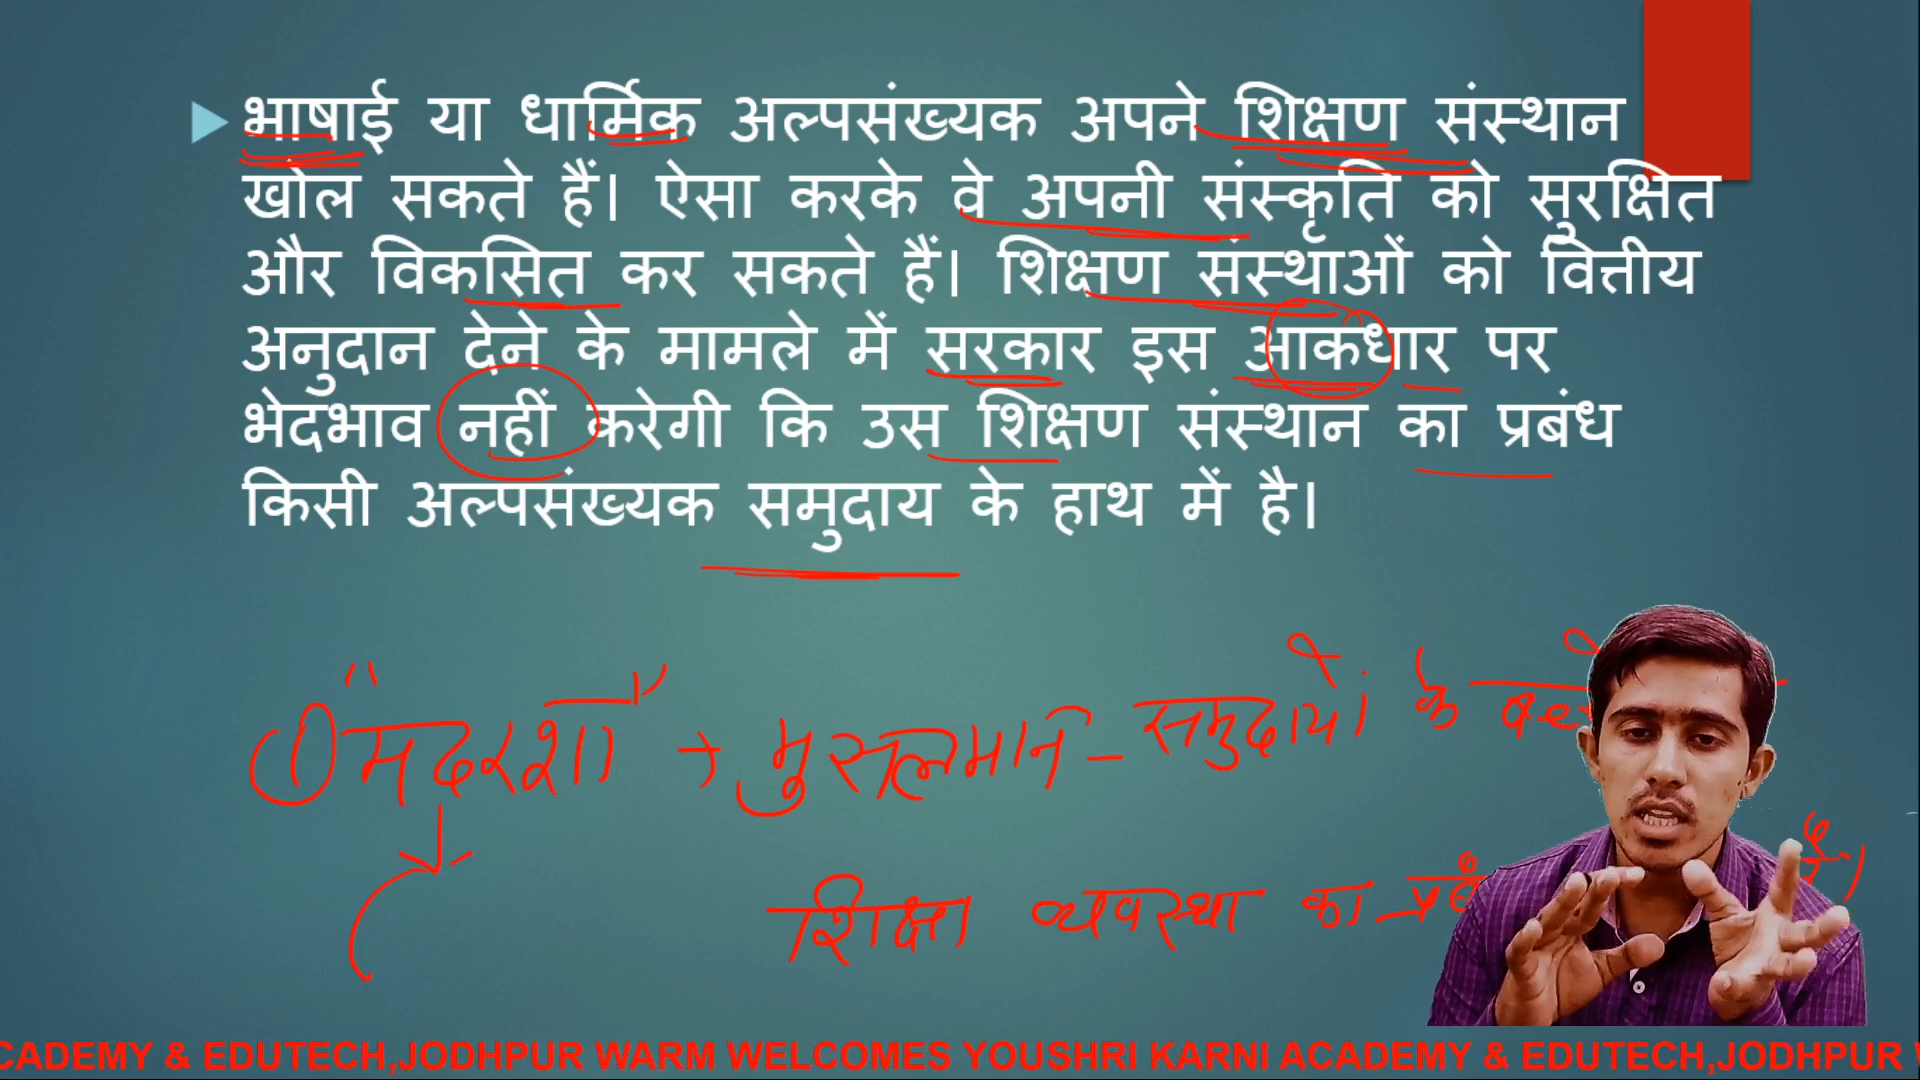 भाषाई या धार्मिक अल्पसंख्यक अपने शिक्षण संस्थान
खोल सकते हैं। ऐसा करके वे अपनी संस्कृति को सुरक्षित
और विकसित कर सकते हैं। शिक्षण संस्थाओं को वित्तीय
अनुदान देने के मामले में सरकार इस आकधार पर
भेदभाव नहीं करेगी कि उस शिक्षण संस्थान का प्रबंध
किसी अल्पसंख्यक समुदाय के हाथ में है।
① "मदरशा" → मुसलमान - समुदायों के
शिक्षा व्यवस्था का
CADEMY & EDUTECH,JODHPUR WARM WELCOMES YOUSHRI KARNI ACADEMY & EDUTECH,JODHPUR W